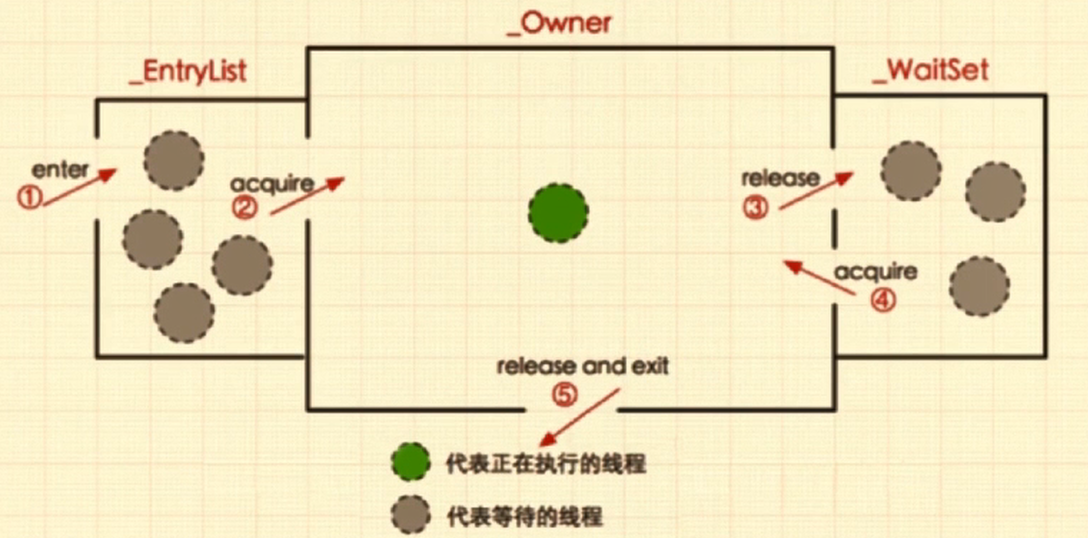 _Owner
_EntryList
_WaitSet
enter
①
acquire
②
release
③
acquire
④
release and exit
⑤
代表正在执行的线程
代表等待的线程